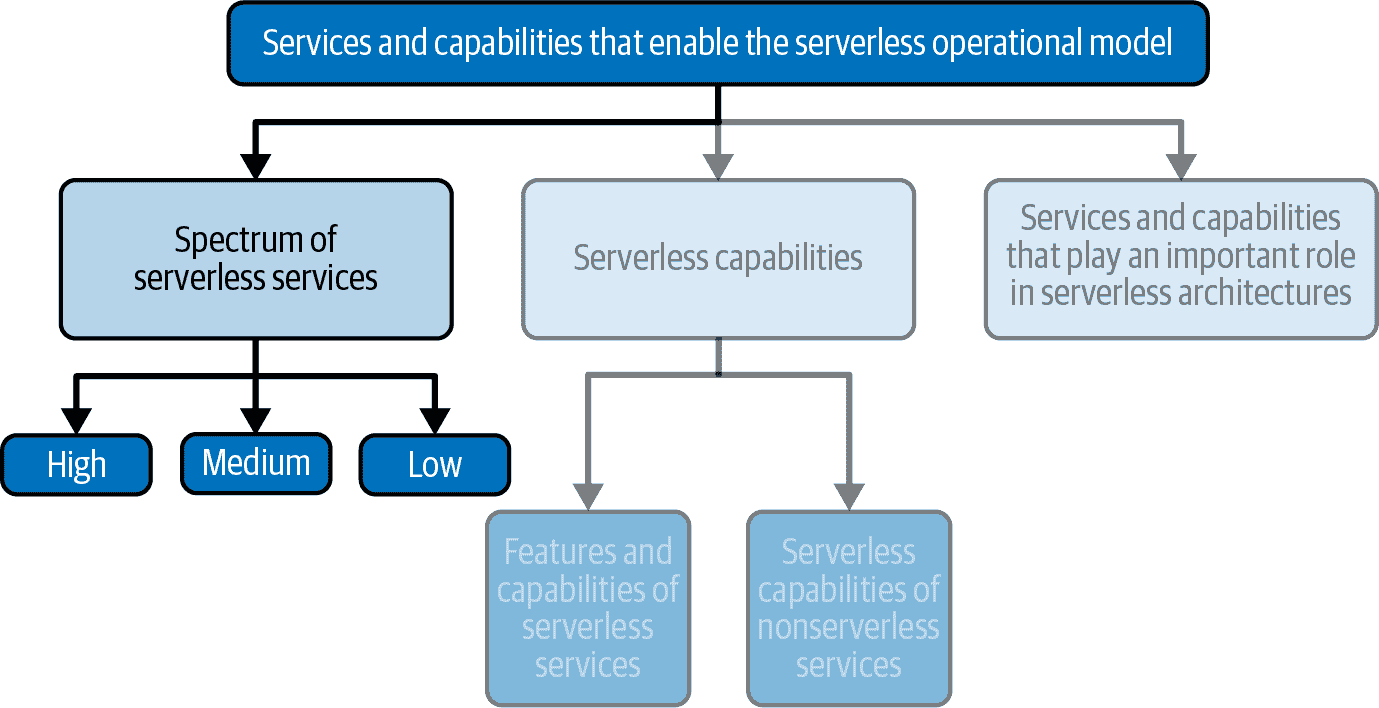 Services and capabilities that enable the serverless operational model
Spectrum of
serverless services
Serverless capabilities
Services and capabilities
that play an important role
in serverless architectures
High
Medium
Low
Features and
capabilities of
serverless
services
Serverless
capabilities of
nonserverless
services